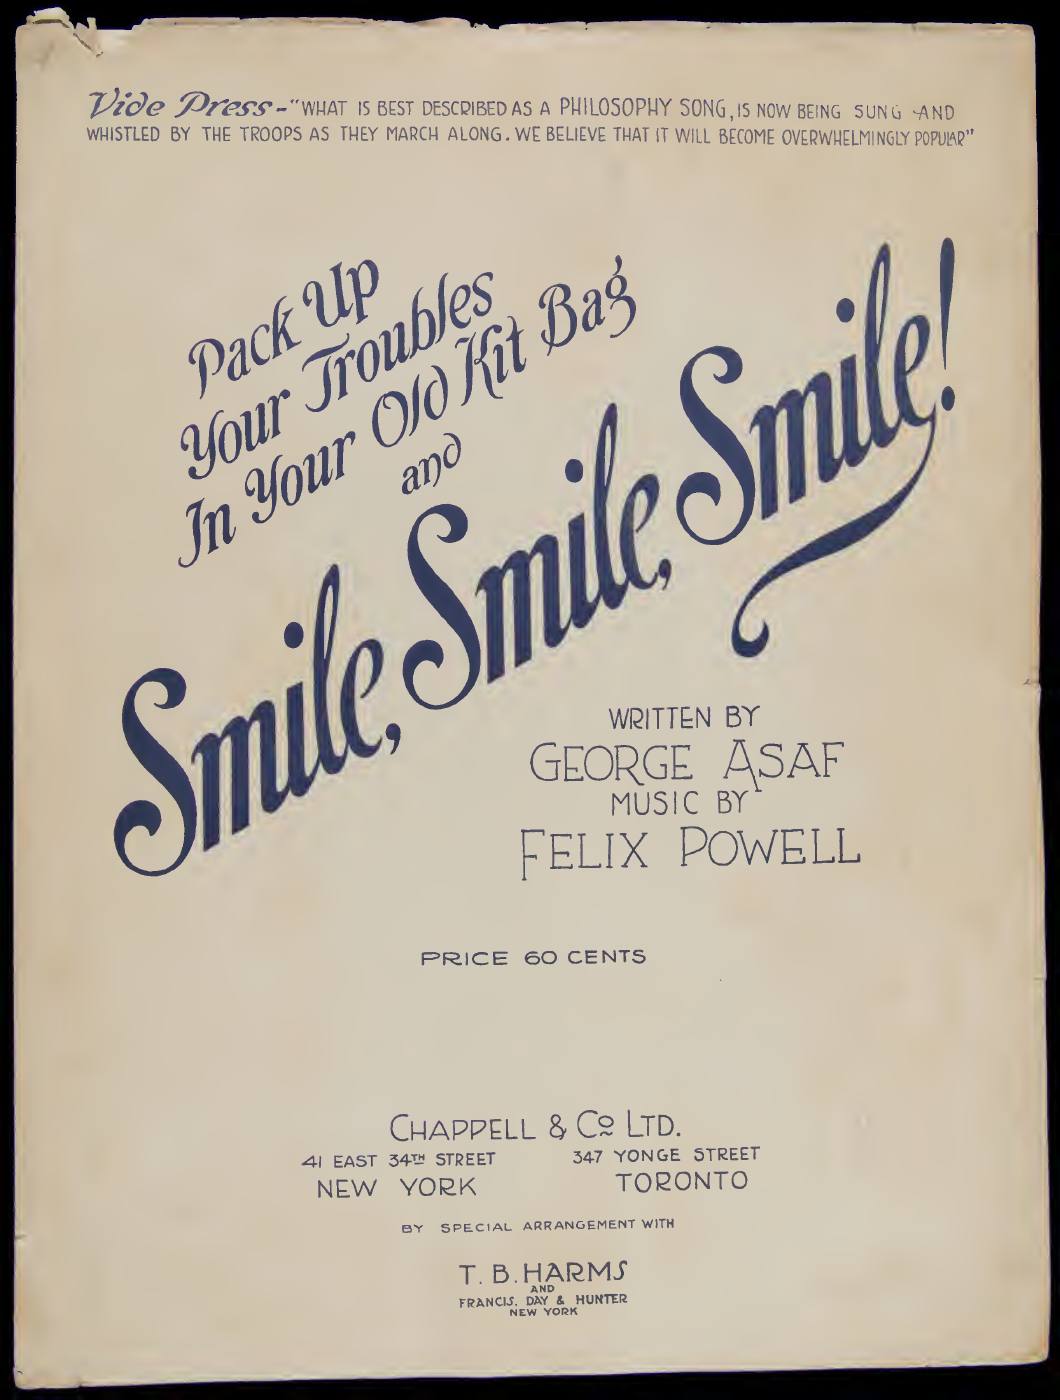 Vide Press-"WHAT IS BEST DESCRIBED AS A PHILOSOPHY SONG, IS NOW BEING SUNG AND
WHISTLED BY THE TROOPS AS THEY MARCH ALONG. WE BELIEVE THAT IT WILL BECOME OVERWHELMINGLY POPULAR"
Pack Up
Your Troubles
In Your Old Kit Bag
and
Smile, Smile, Smile!
WRITTEN BY
GEORGE ASAF
MUSIC BY
FELIX POWELL
PRICE 60 CENTS
CHAPPELL & Co LTD.
41 EAST 34TH STREET 347 YONGE STREET
NEW YORK TORONTO
BY SPECIAL ARRANGEMENT WITH
T. B. HARMS
AND
FRANCIS, DAY & HUNTER
NEW YORK